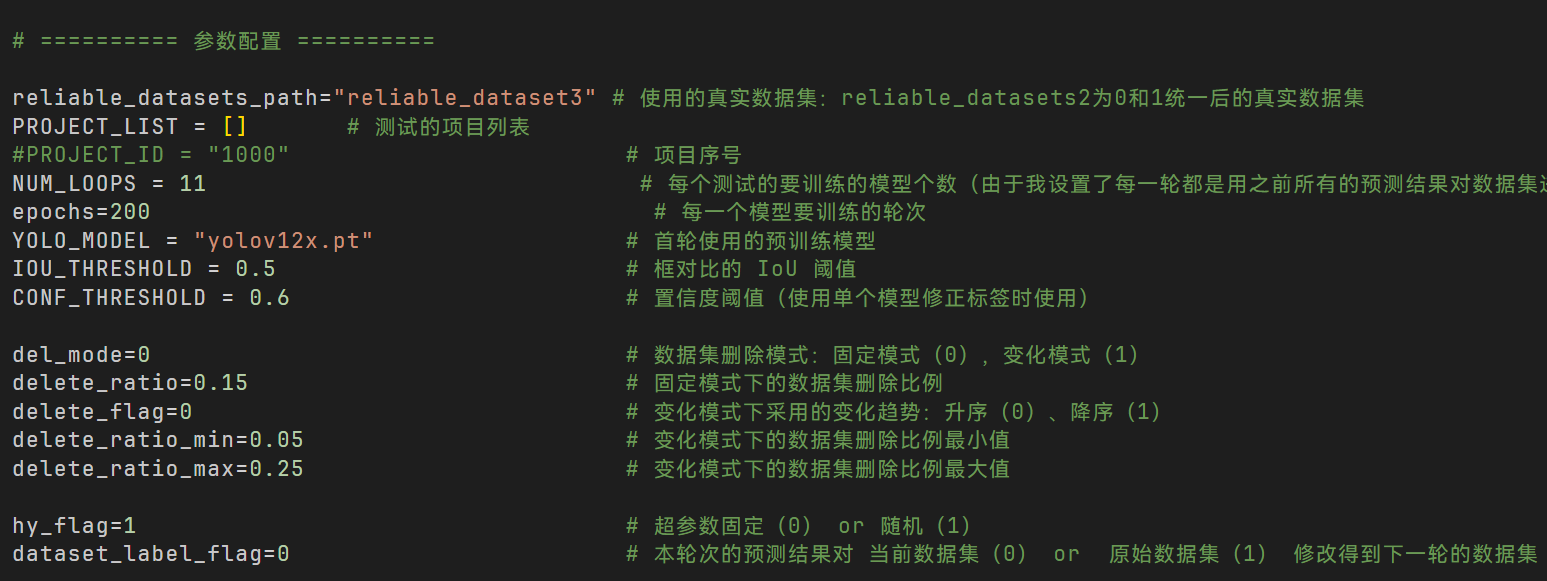 # ========== 参数配置 ==========
reliable_datasets_path="reliable_dataset3" # 使用的真实数据集：reliable_datasets2为0和1统一后的真实数据集
PROJECT_LIST = [] # 测试的项目列表
#PROJECT_ID = "1000" # 项目序号
NUM_LOOPS = 11 # 每个测试的要训练的模型个数（由于我设置了每一轮都是用之前所有的预测结果对数据集
epochs=200 # 每一个模型要训练的轮次
YOLO_MODEL = "yolov12x.pt" # 首轮使用的预训练模型
IOU_THRESHOLD = 0.5 # 框对比的 IoU 阈值
CONF_THRESHOLD = 0.6 # 置信度阈值（使用单个模型修正标签时使用）
del_mode=0 # 数据集删除模式：固定模式（0），变化模式（1）
delete_ratio=0.15 # 固定模式下的数据集删除比例
delete_flag=0 # 变化模式下采用的变化趋势：升序（0）、降序（1）
delete_ratio_min=0.05 # 变化模式下的数据集删除比例最小值
delete_ratio_max=0.25 # 变化模式下的数据集删除比例最大值
hy_flag=1 # 超参数固定（0） or 随机（1）
dataset_label_flag=0 # 本轮次的预测结果对 当前数据集（0） or 原始数据集（1） 修改得到下一轮的数据集